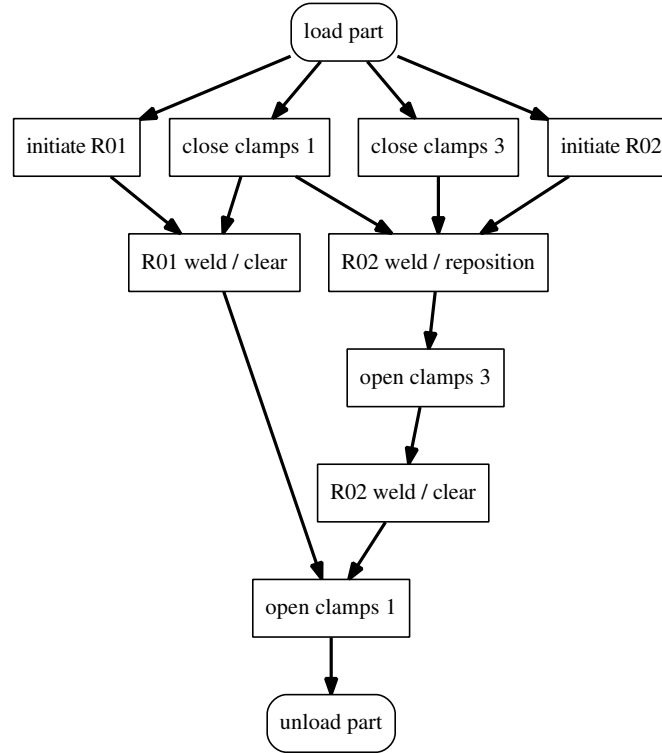 load part
initiate R01
close clamps 1
close clamps 3
initiate R02
R01 weld / clear
R02 weld / reposition
open clamps 3
R02 weld / clear
open clamps 1
unload part